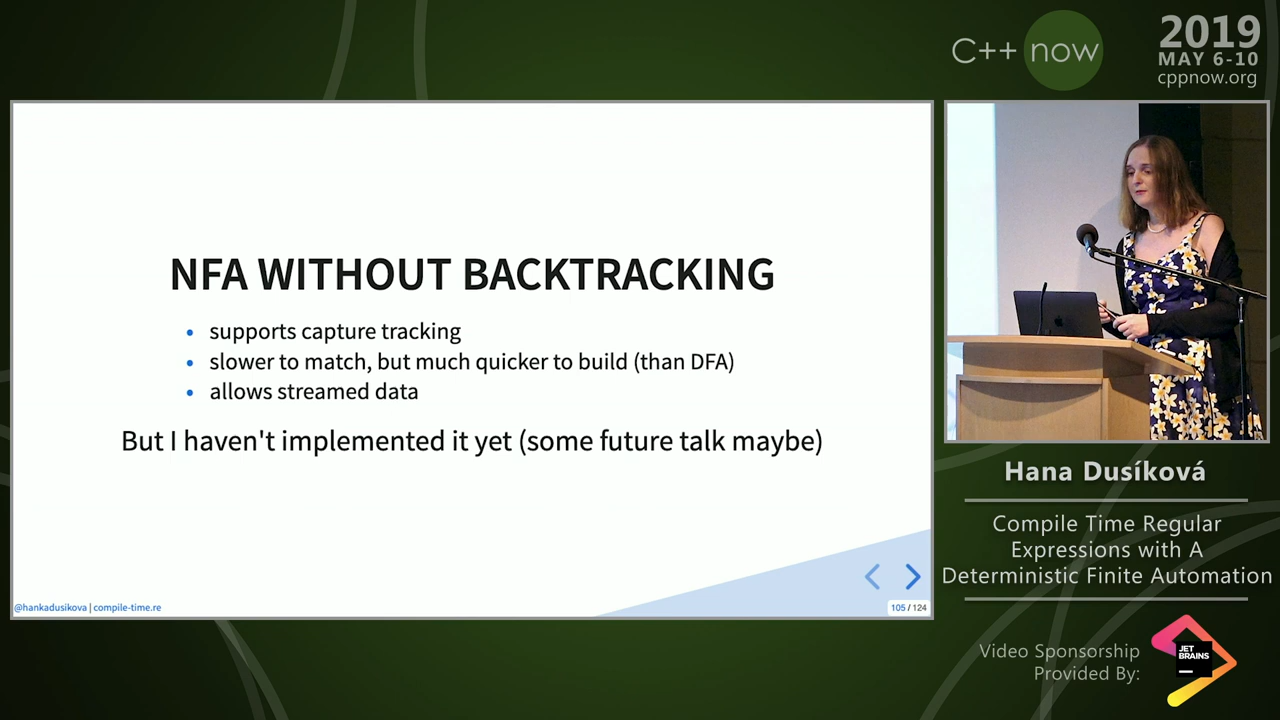 C++ now
2019
MAY 6-10
cppnow.org
NFA WITHOUT BACKTRACKING
• supports capture tracking
• slower to match, but much quicker to build (than DFA)
• allows streamed data
But I haven't implemented it yet (some future talk maybe)
@hankadusikova | compile-time.re
105 / 124
Hana Dusíková
Compile Time Regular
Expressions with A
Deterministic Finite Automation
Video Sponsorship
Provided By:
JET
BRAINS